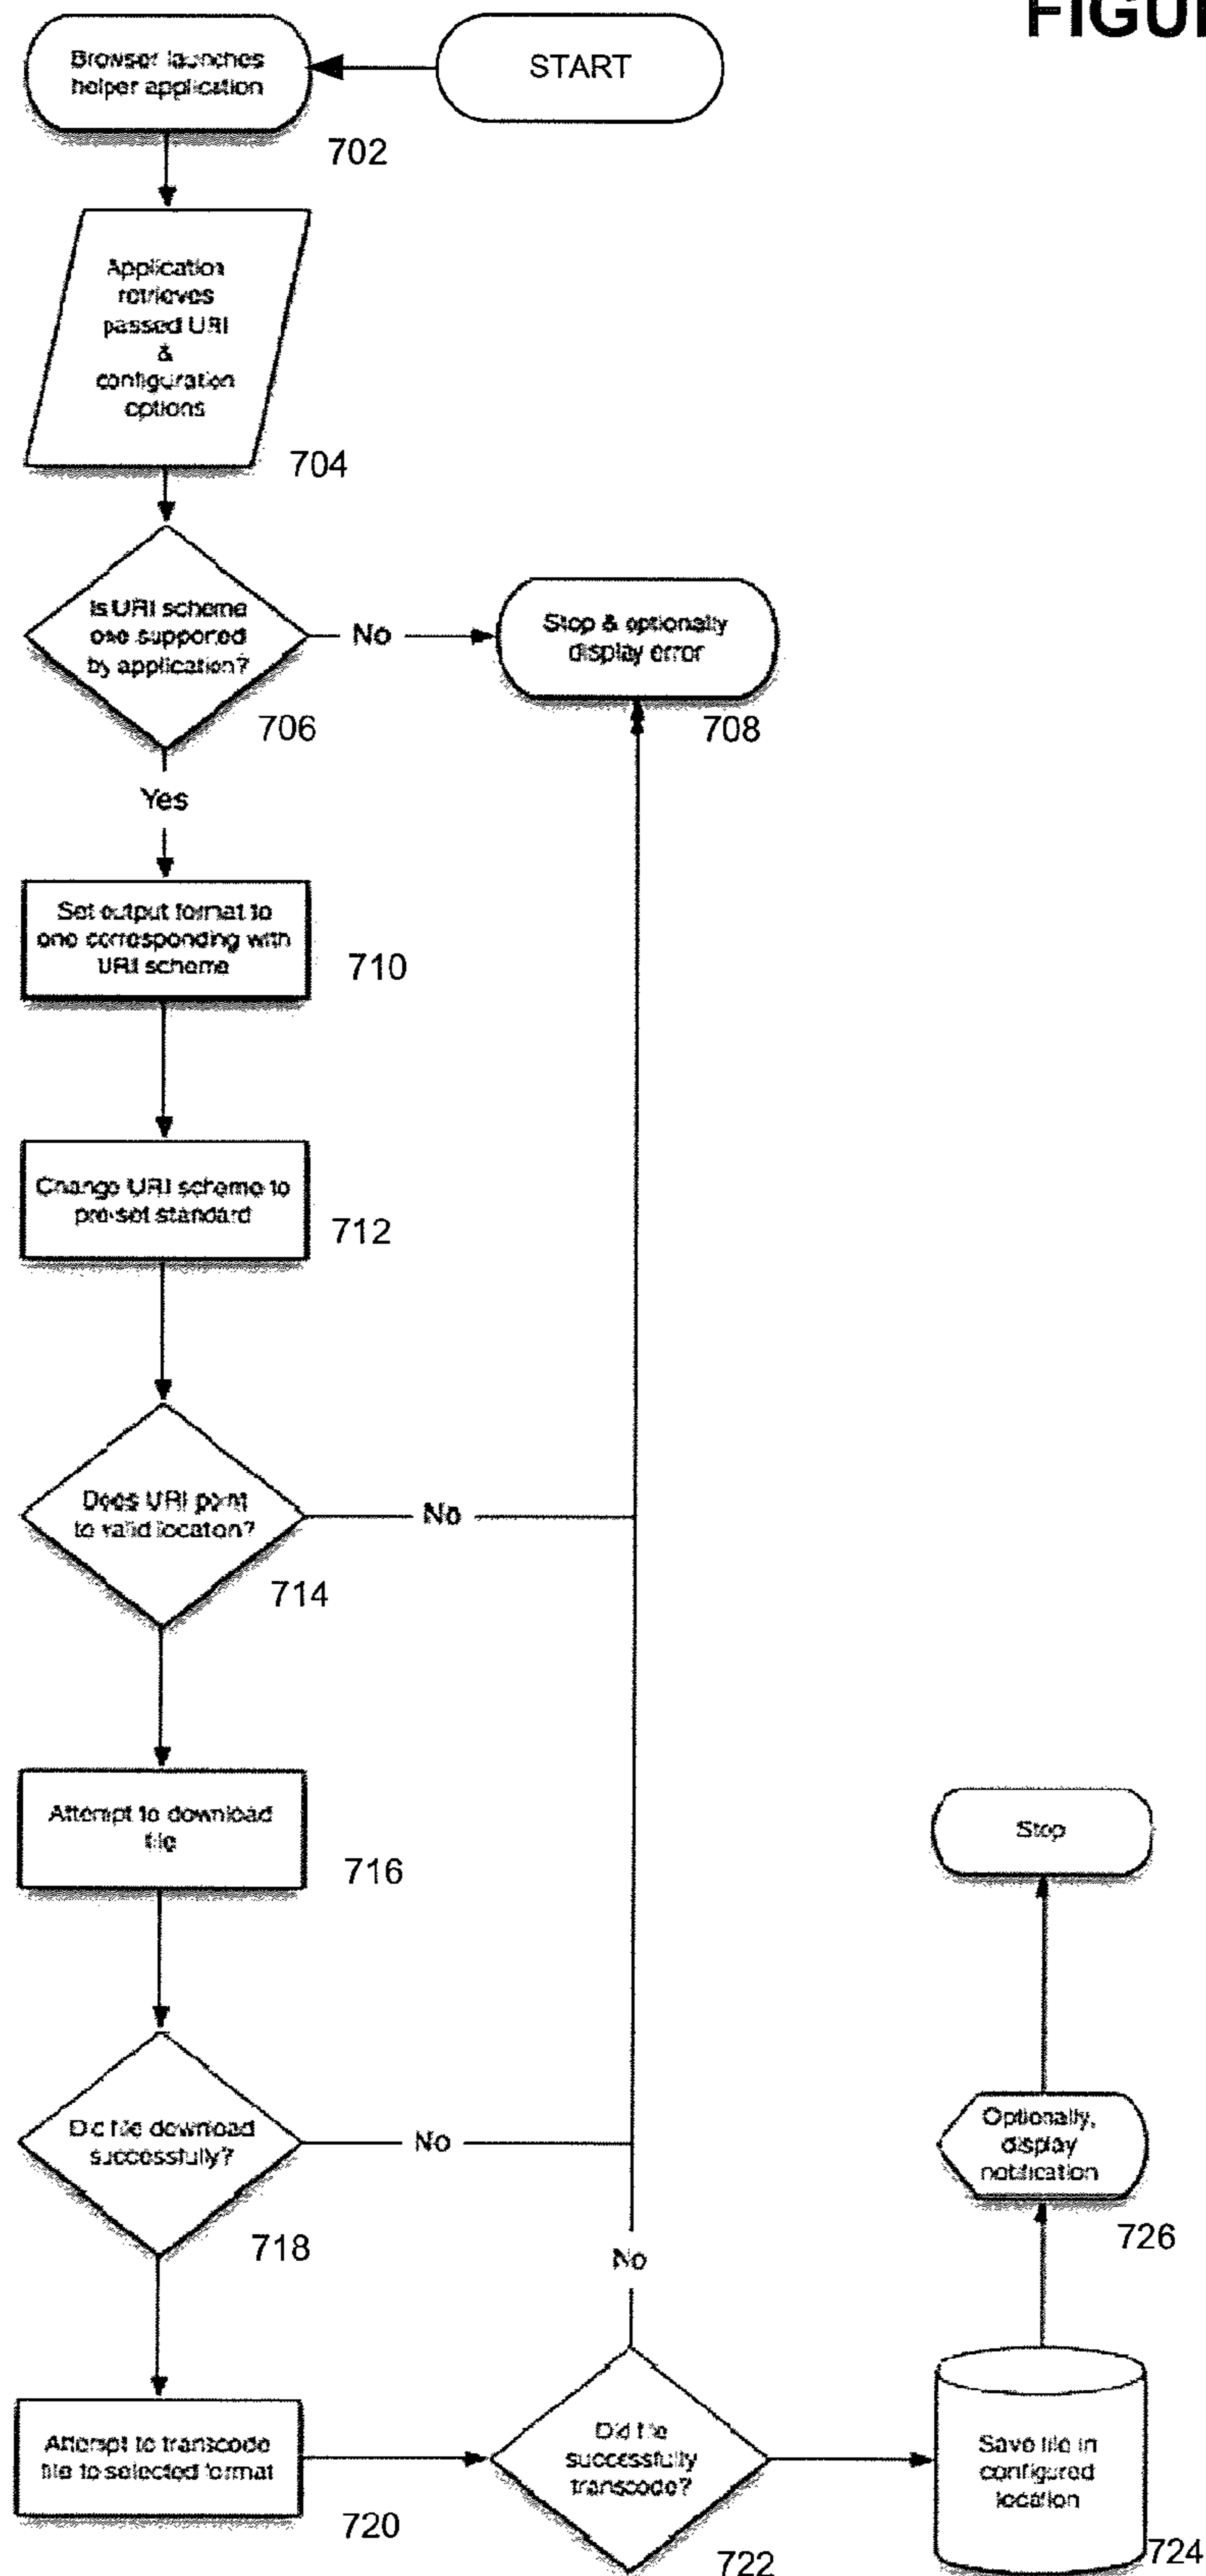 FIGU
Browser launches
helper application
START
702
Application
retrieves
passed URI
&
configuration
options
704
Is URI scheme
one supported
by application?
No
Stop & optionally
display error
706
708
Yes
Set output format to
one corresponding with
URI scheme
710
Change URI scheme to
pre-set standard
712
Does URI point
to valid location?
No
714
Attempt to download
file
716
Stop
Did file download
successfully?
No
718
Optionally,
display
notification
726
No
Attempt to transcode
file to selected format
720
Did file
successfully
transcode?
722
Save file in
configured
location
724